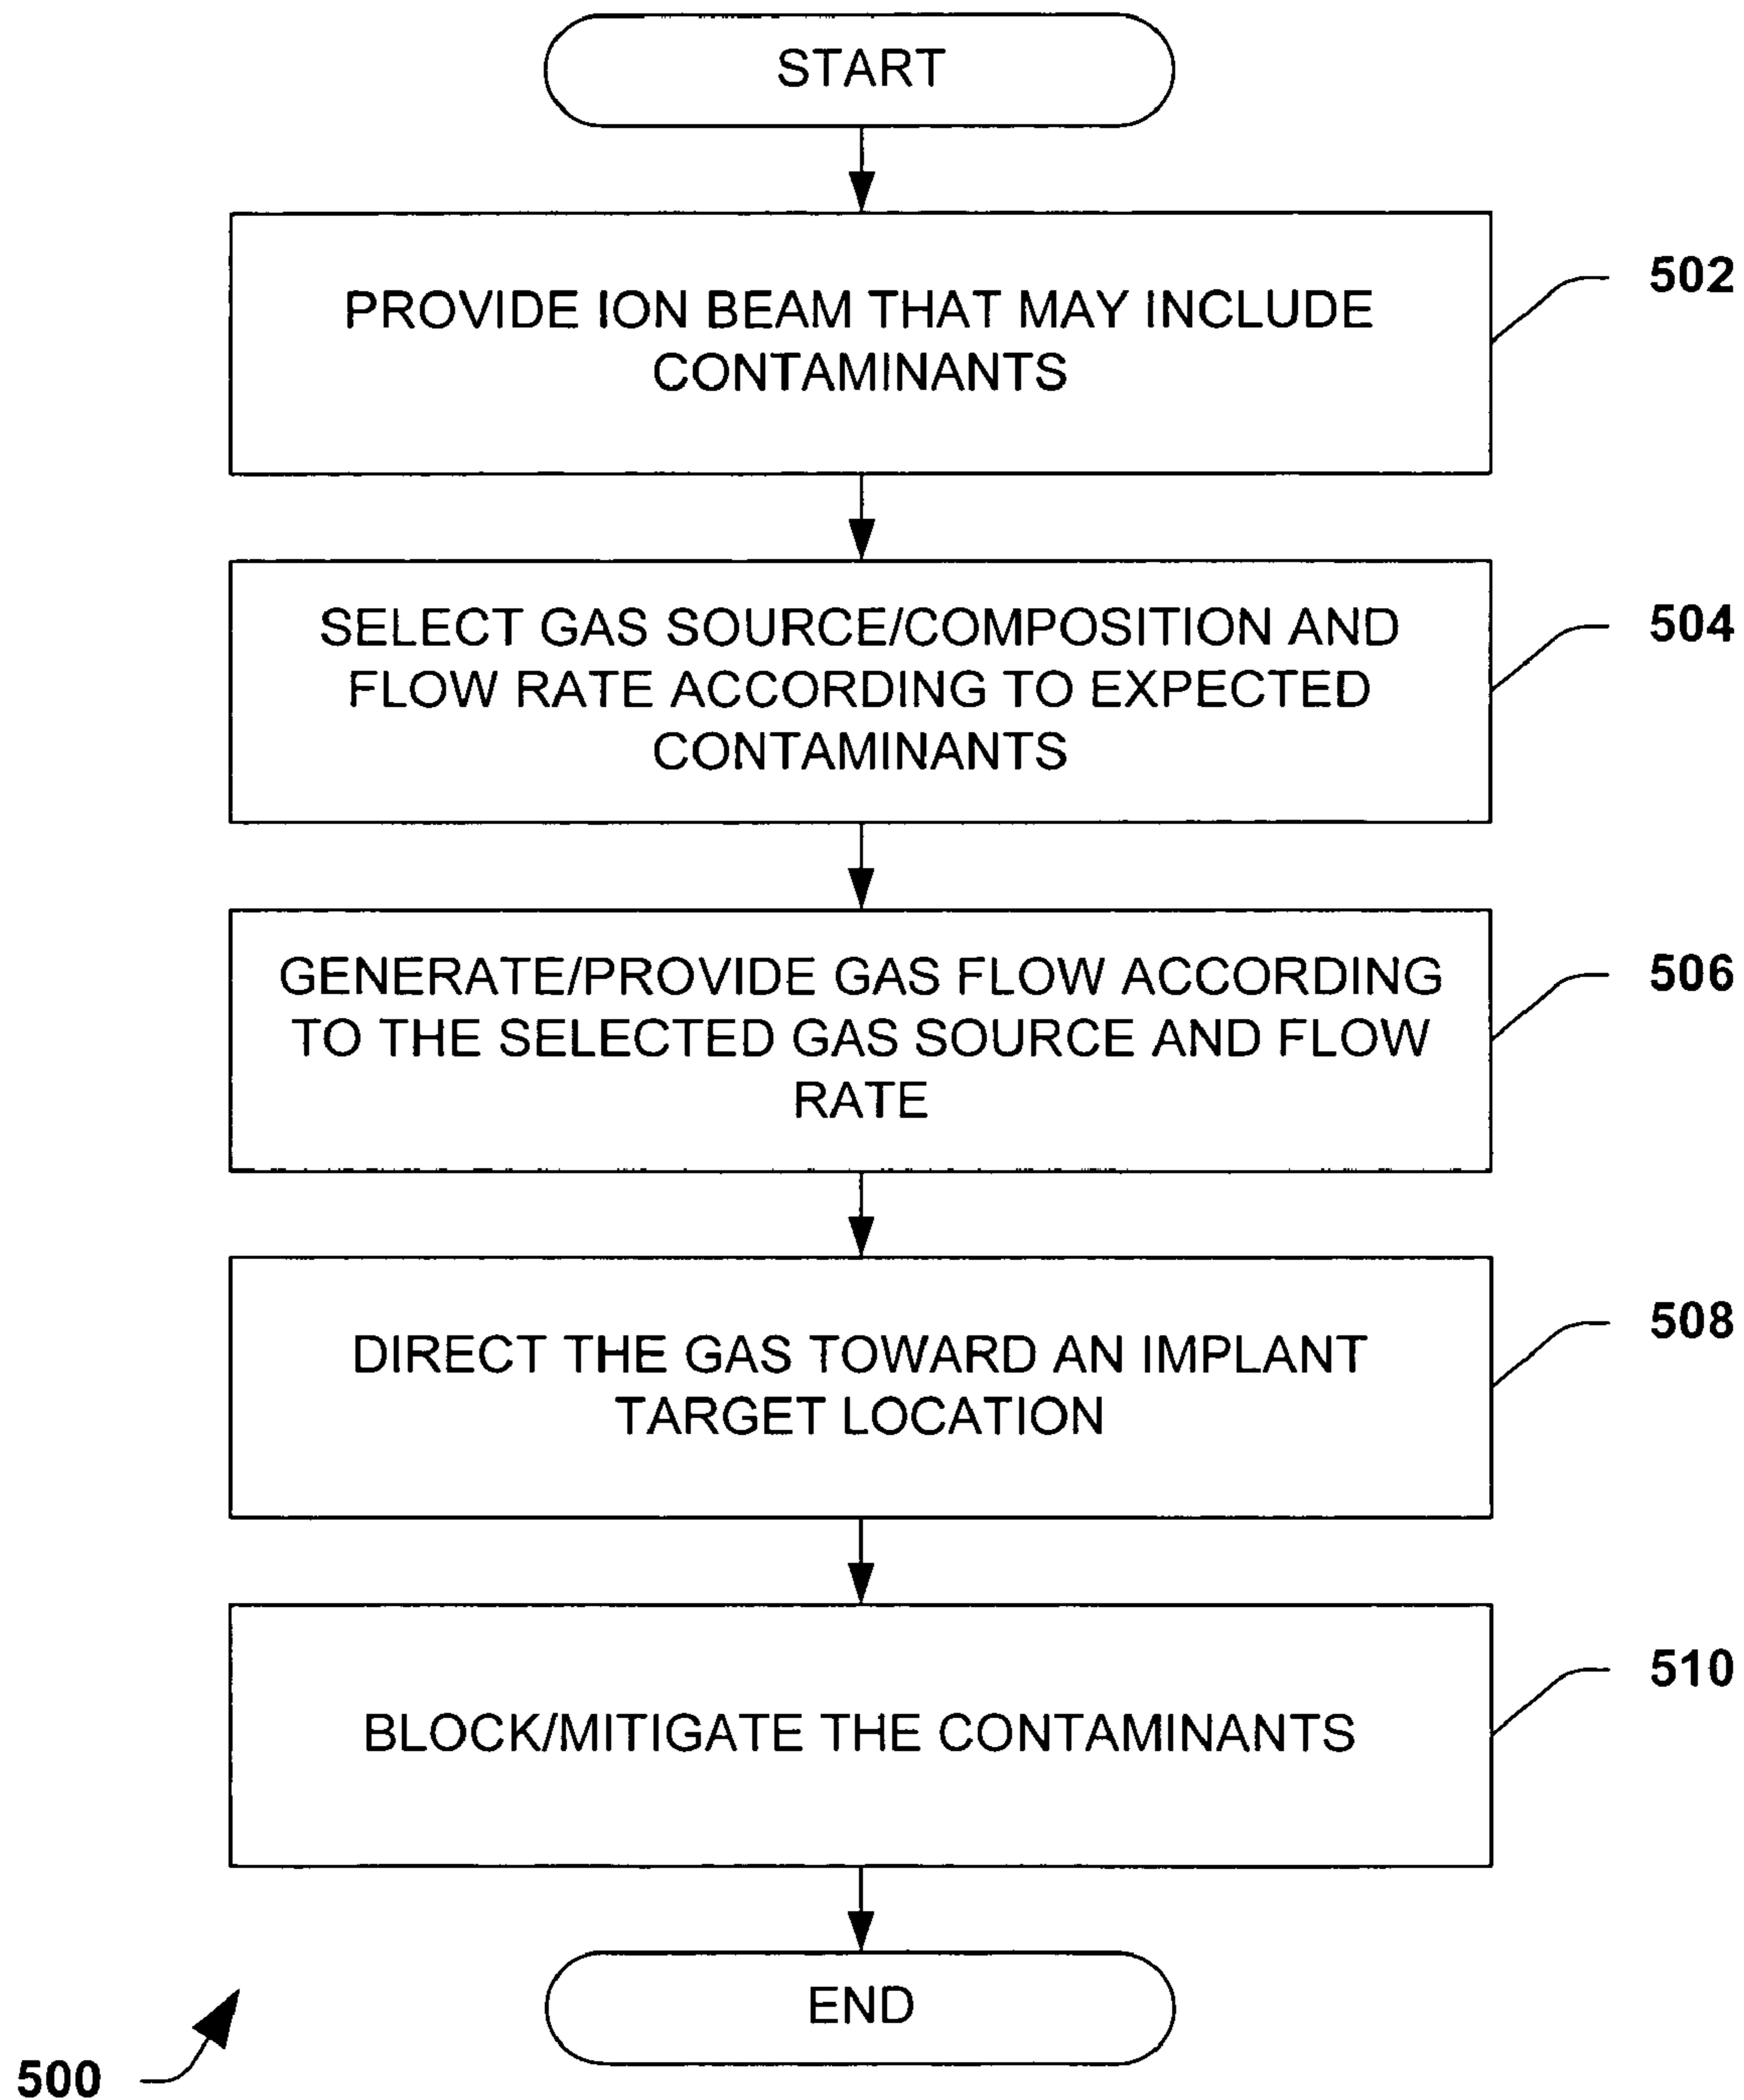 START
PROVIDE ION BEAM THAT MAY INCLUDE
CONTAMINANTS
502
SELECT GAS SOURCE/COMPOSITION AND
FLOW RATE ACCORDING TO EXPECTED
CONTAMINANTS
504
GENERATE/PROVIDE GAS FLOW ACCORDING
TO THE SELECTED GAS SOURCE AND FLOW
RATE
506
DIRECT THE GAS TOWARD AN IMPLANT
TARGET LOCATION
508
BLOCK/MITIGATE THE CONTAMINANTS
510
END
500